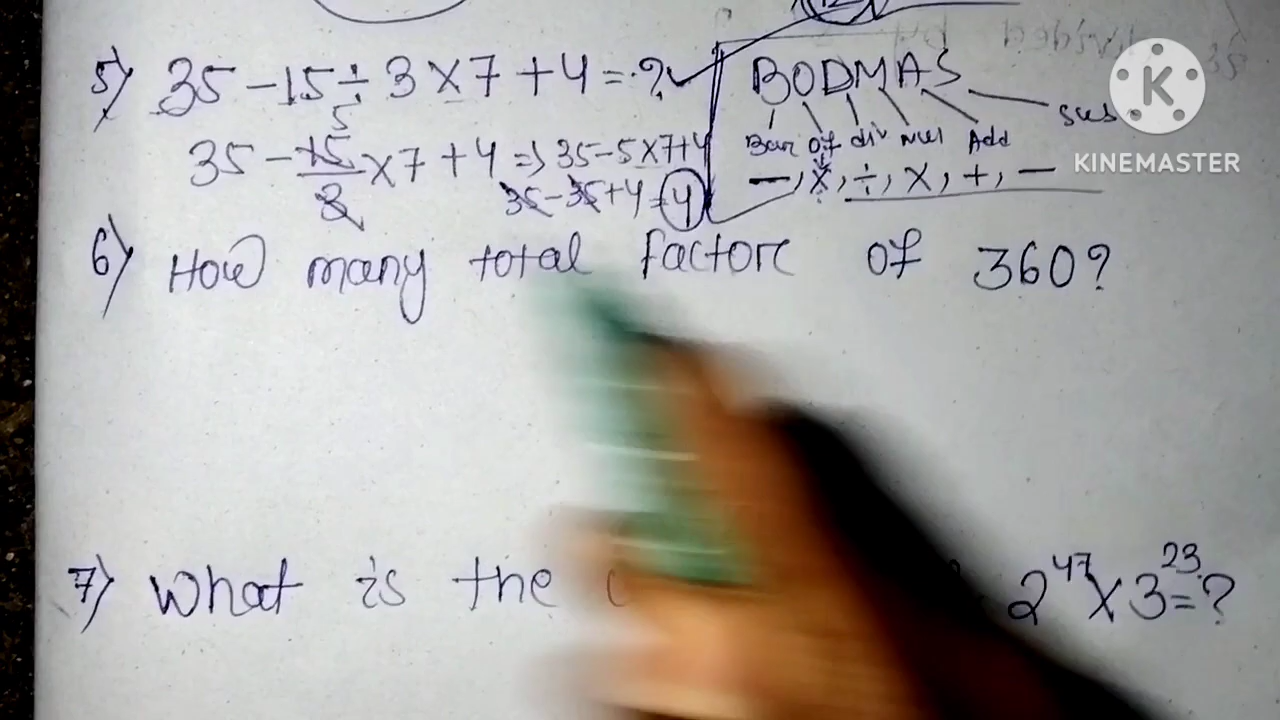 5) 35 - 15 ÷ 3 × 7 + 4 = ? ✓
BODMAS
5
Bar of div mul Add sub
35 - 15/3 × 7 + 4 => 35 - 5 × 7 + 4
—, ×, ÷, ×, +, —
35 - 35 + 4 = 4
KINEMASTER
6) How many total factore of 360?
7) What is the 2^47 × 3^23 = ?